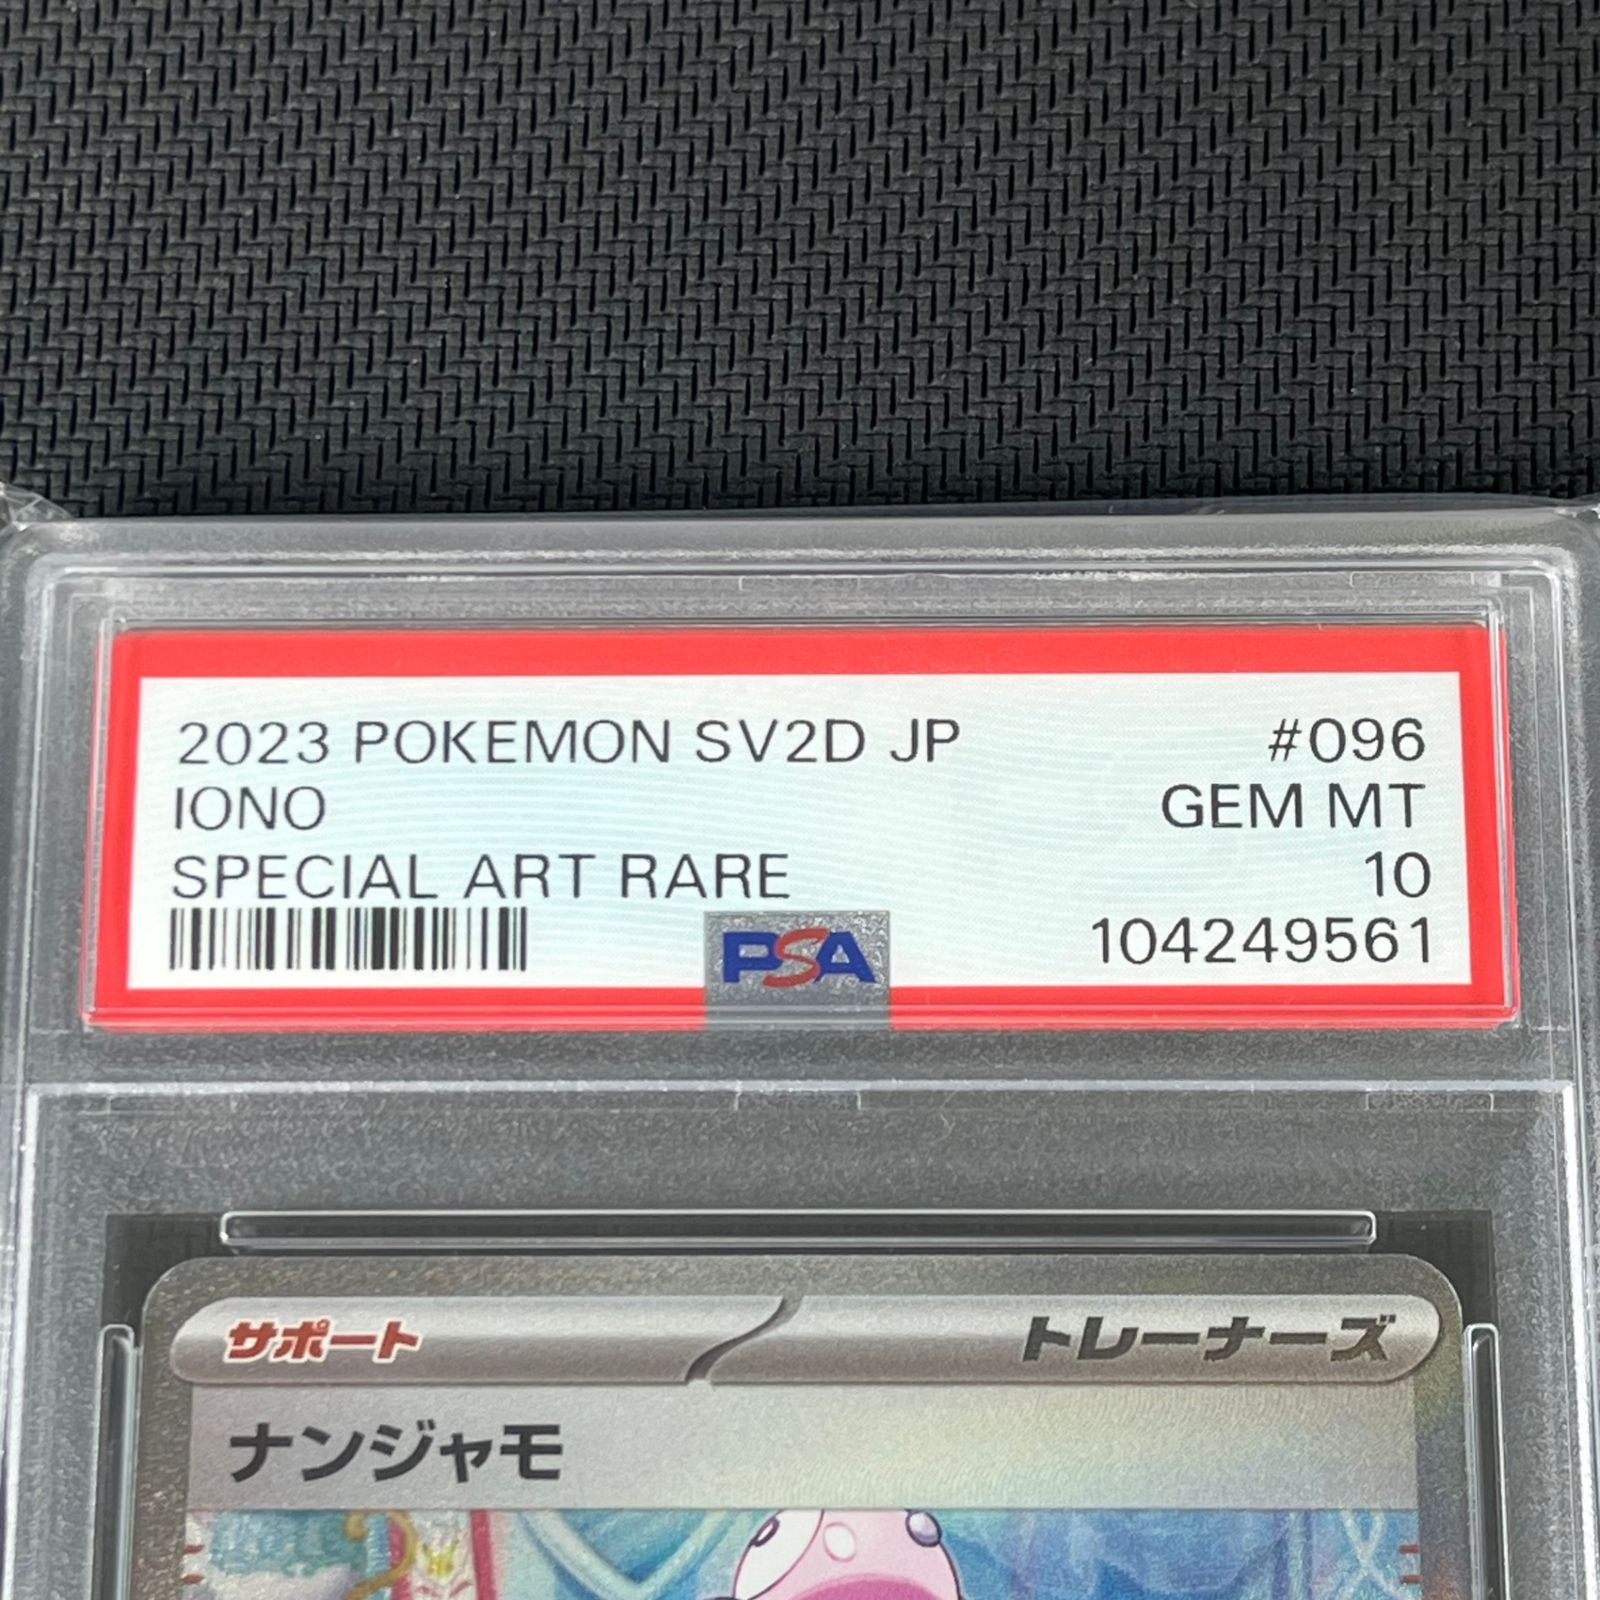 2023 POKEMON SV2D JP #096
IONO GEM MT
SPECIAL ART RARE 10
PSA 104249561
サポート トレーナーズ
ナンジャモ